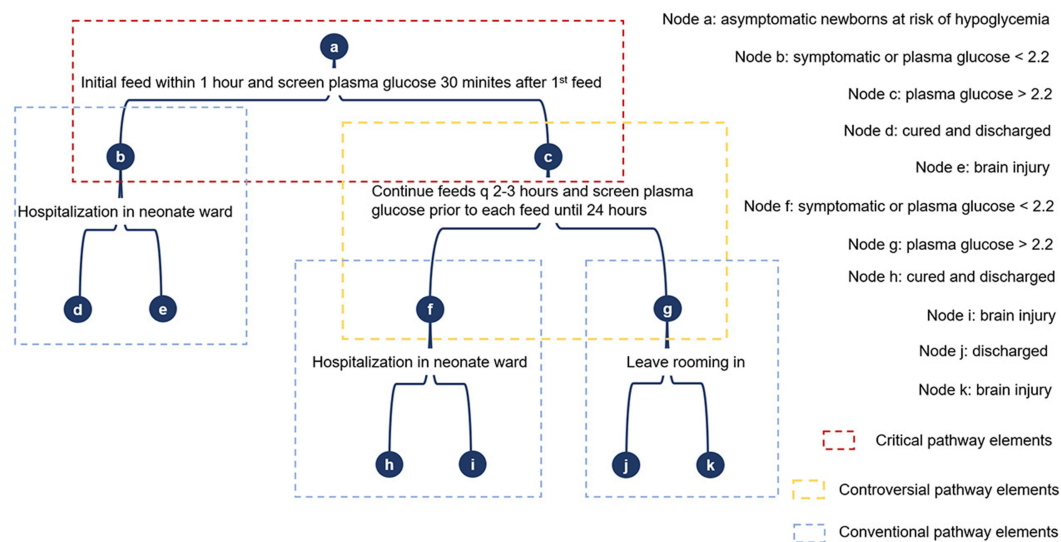 a
Initial feed within 1 hour and screen plasma glucose 30 minites after 1st feed
b
c
Hospitalization in neonate ward
Continue feeds q 2-3 hours and screen plasma
glucose prior to each feed until 24 hours
d
e
f
g
Hospitalization in neonate ward
Leave rooming in
h
i
j
k
Node a: asymptomatic newborns at risk of hypoglycemia
Node b: symptomatic or plasma glucose < 2.2
Node c: plasma glucose > 2.2
Node d: cured and discharged
Node e: brain injury
Node f: symptomatic or plasma glucose < 2.2
Node g: plasma glucose > 2.2
Node h: cured and discharged
Node i: brain injury
Node j: discharged
Node k: brain injury
Critical pathway elements
Controversial pathway elements
Conventional pathway elements